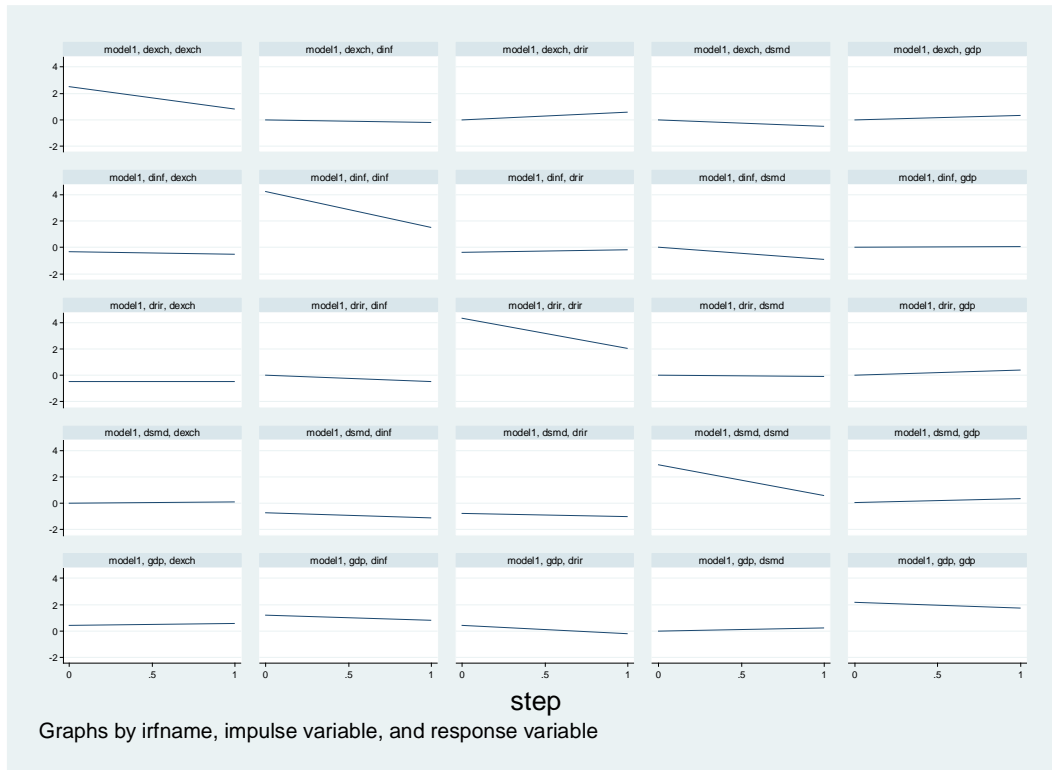 model1, dexch, dexch
model1, dexch, dinf
model1, dexch, drir
model1, dexch, dsmd
model1, dexch, gdp
4
2
0
-2
model1, dinf, dexch
model1, dinf, dinf
model1, dinf, drir
model1, dinf, dsmd
model1, dinf, gdp
4
2
0
-2
model1, drir, dexch
model1, drir, dinf
model1, drir, drir
model1, drir, dsmd
model1, drir, gdp
4
2
0
-2
model1, dsmd, dexch
model1, dsmd, dinf
model1, dsmd, drir
model1, dsmd, dsmd
model1, dsmd, gdp
4
2
0
-2
model1, gdp, dexch
model1, gdp, dinf
model1, gdp, drir
model1, gdp, dsmd
model1, gdp, gdp
4
2
0
-2
0 .5 1
0 .5 1
0 .5 1
0 .5 1
0 .5 1
step
Graphs by irfname, impulse variable, and response variable